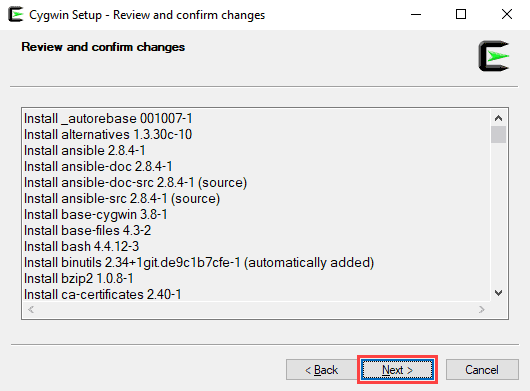 Cygwin Setup - Review and confirm changes
Review and confirm changes
Install _autorebase 001007-1
Install alternatives 1.3.30c-10
Install ansible 2.8.4-1
Install ansible-doc 2.8.4-1
Install ansible-doc-src 2.8.4-1 (source)
Install ansible-src 2.8.4-1 (source)
Install base-cygwin 3.8-1
Install base-files 4.3-2
Install bash 4.4.12-3
Install binutils 2.34+1git.de9c1b7cfe-1 (automatically added)
Install bzip2 1.0.8-1
Install ca-certificates 2.40-1
< Back
Next >
Cancel